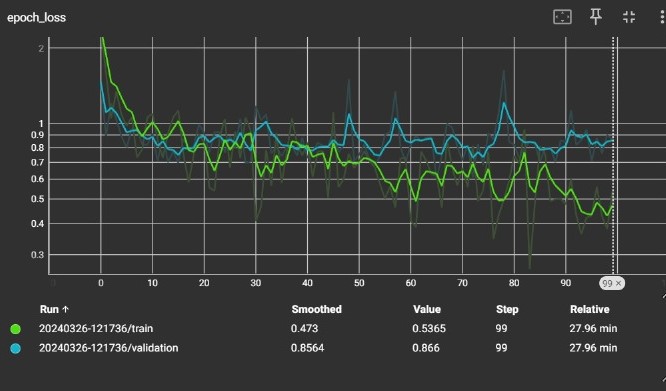 epoch_loss
2
1
0.9
0.8
0.7
0.6
0.5
0.4
0.3
0 10 20 30 40 50 60 70 80 90 99 ×
Run ↑ Smoothed Value Step Relative
20240326-121736/train 0.473 0.5365 99 27.96 min
20240326-121736/validation 0.8564 0.866 99 27.96 min